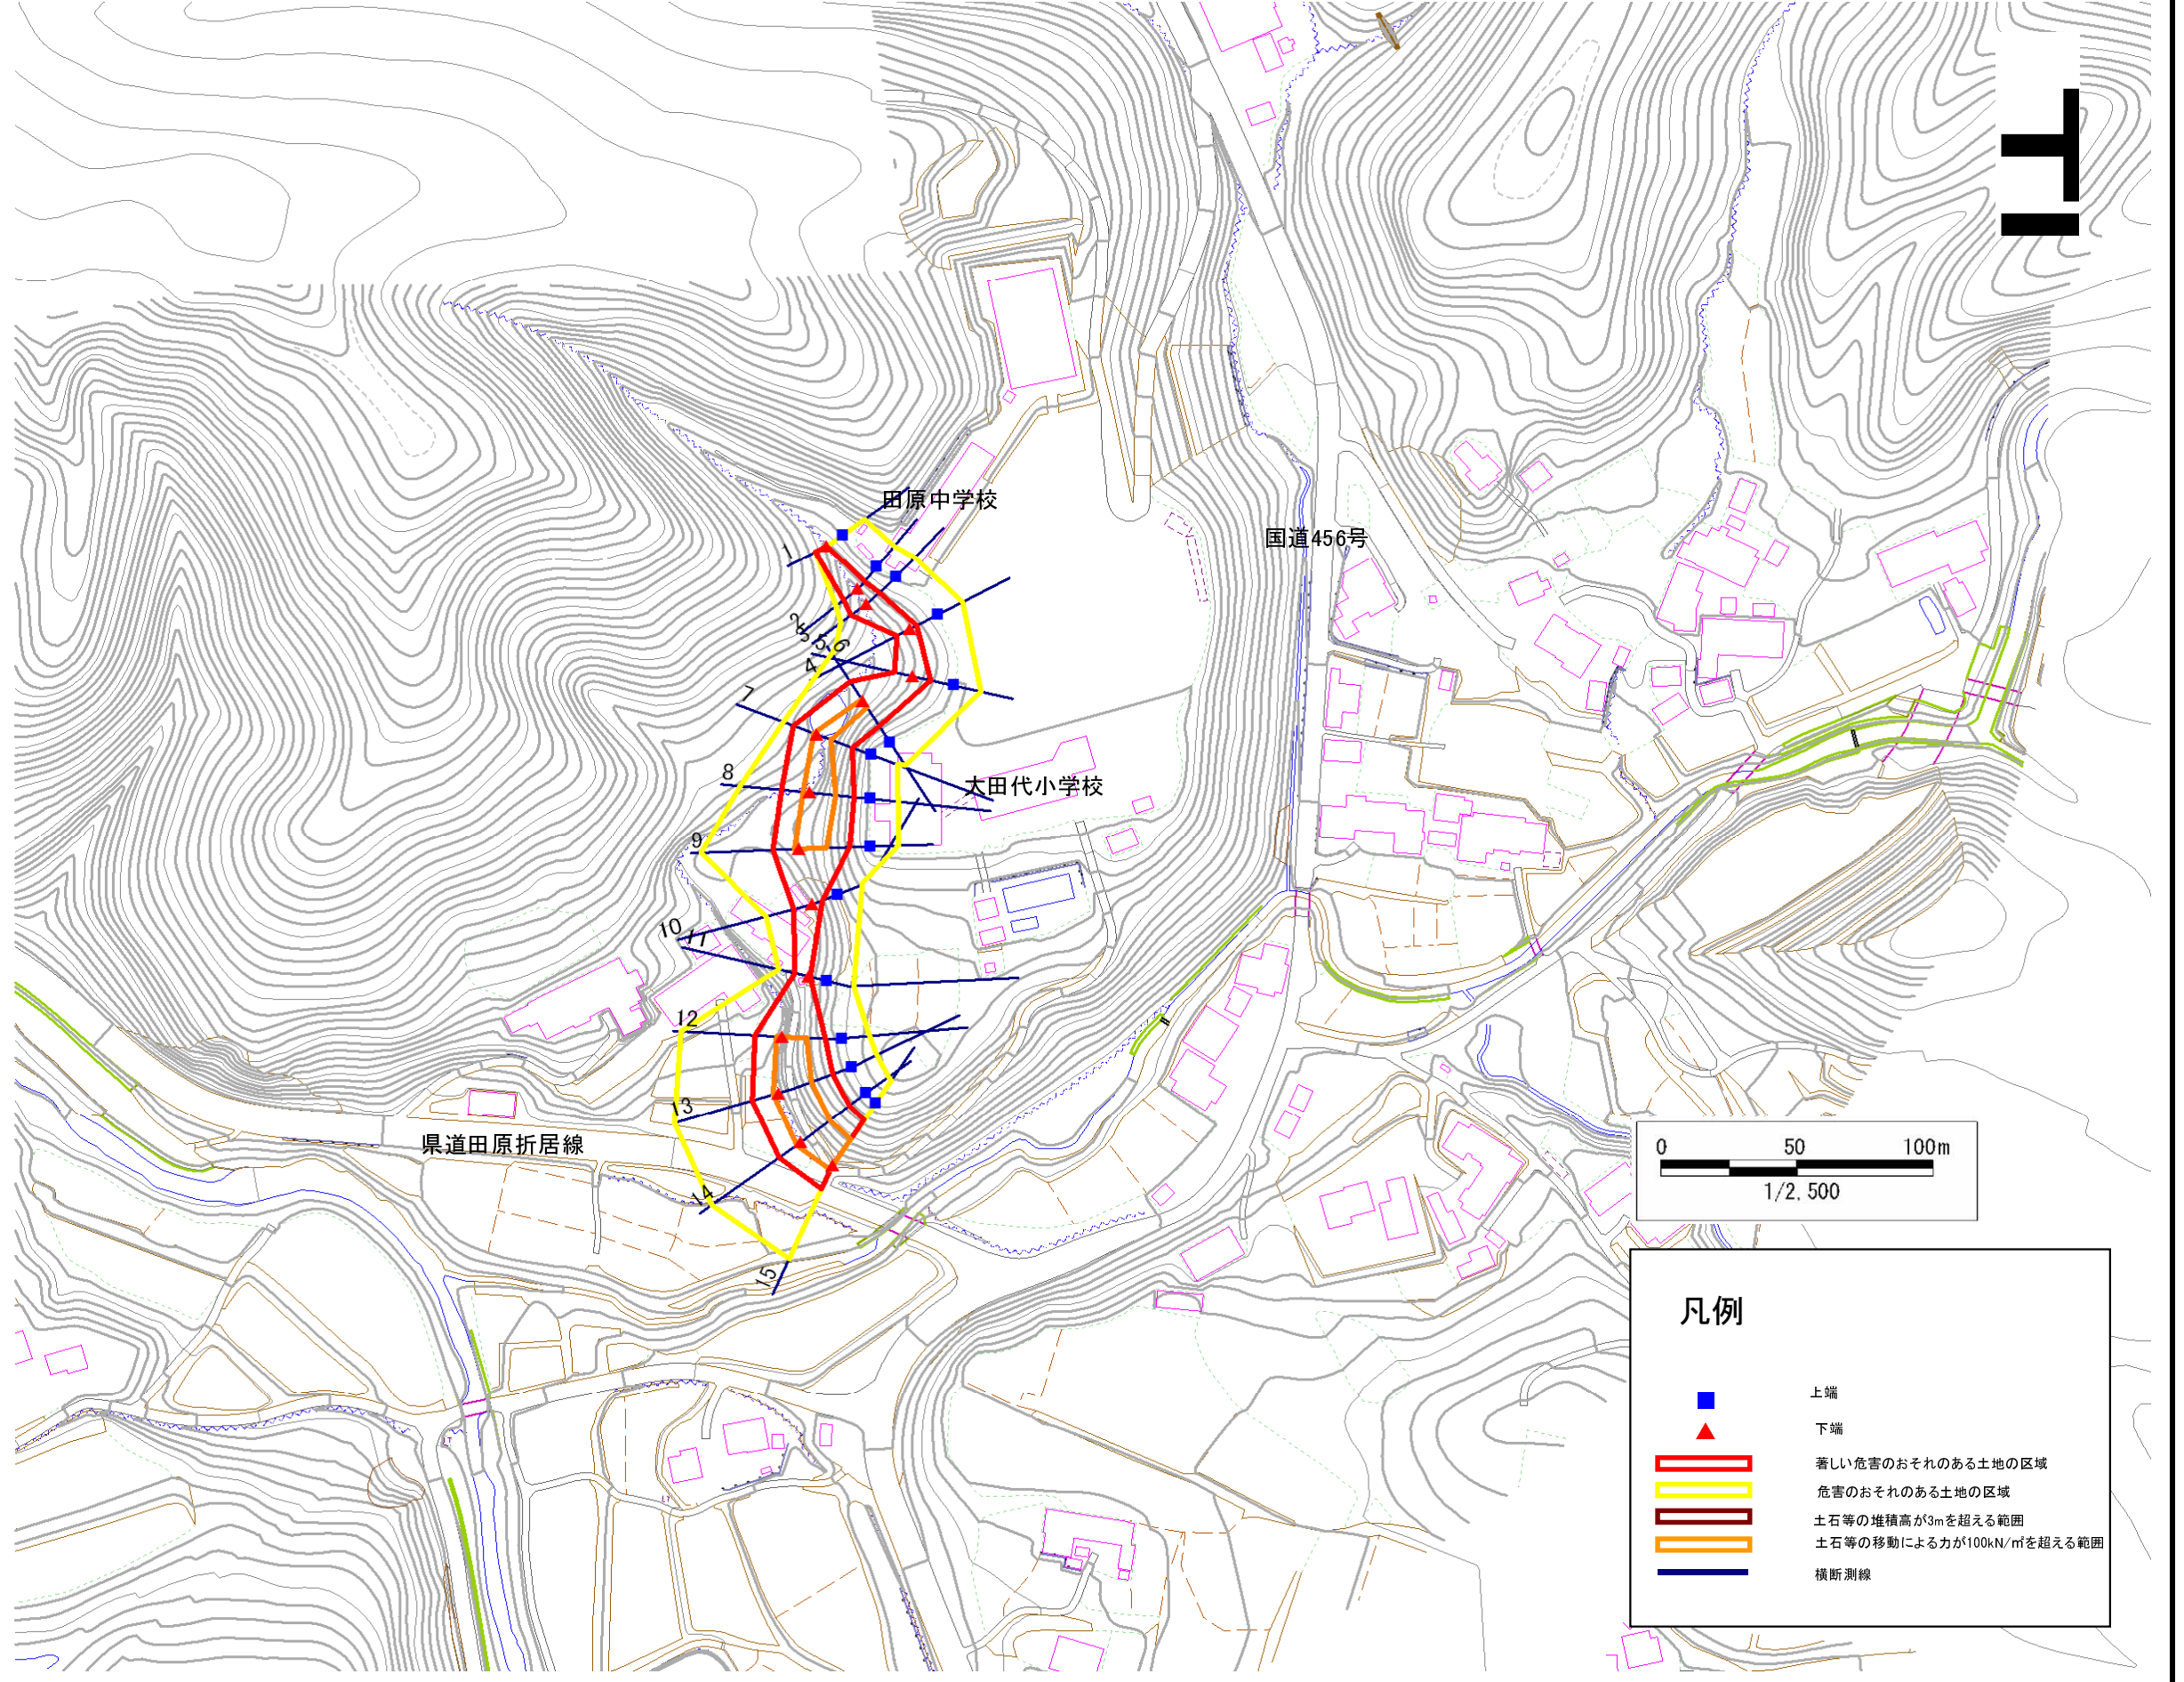 田原中学校
国道456号
1
2
3
5
6
4
7
8
大田代小学校
9
10
11
12
13
県道田原折居線
14
15
0 50 100m
1/2,500
凡例
上端
下端
著しい危害のおそれのある土地の区域
危害のおそれのある土地の区域
土石等の堆積高が3mを超える範囲
土石等の移動による力が100kN/㎡を超える範囲
横断測線